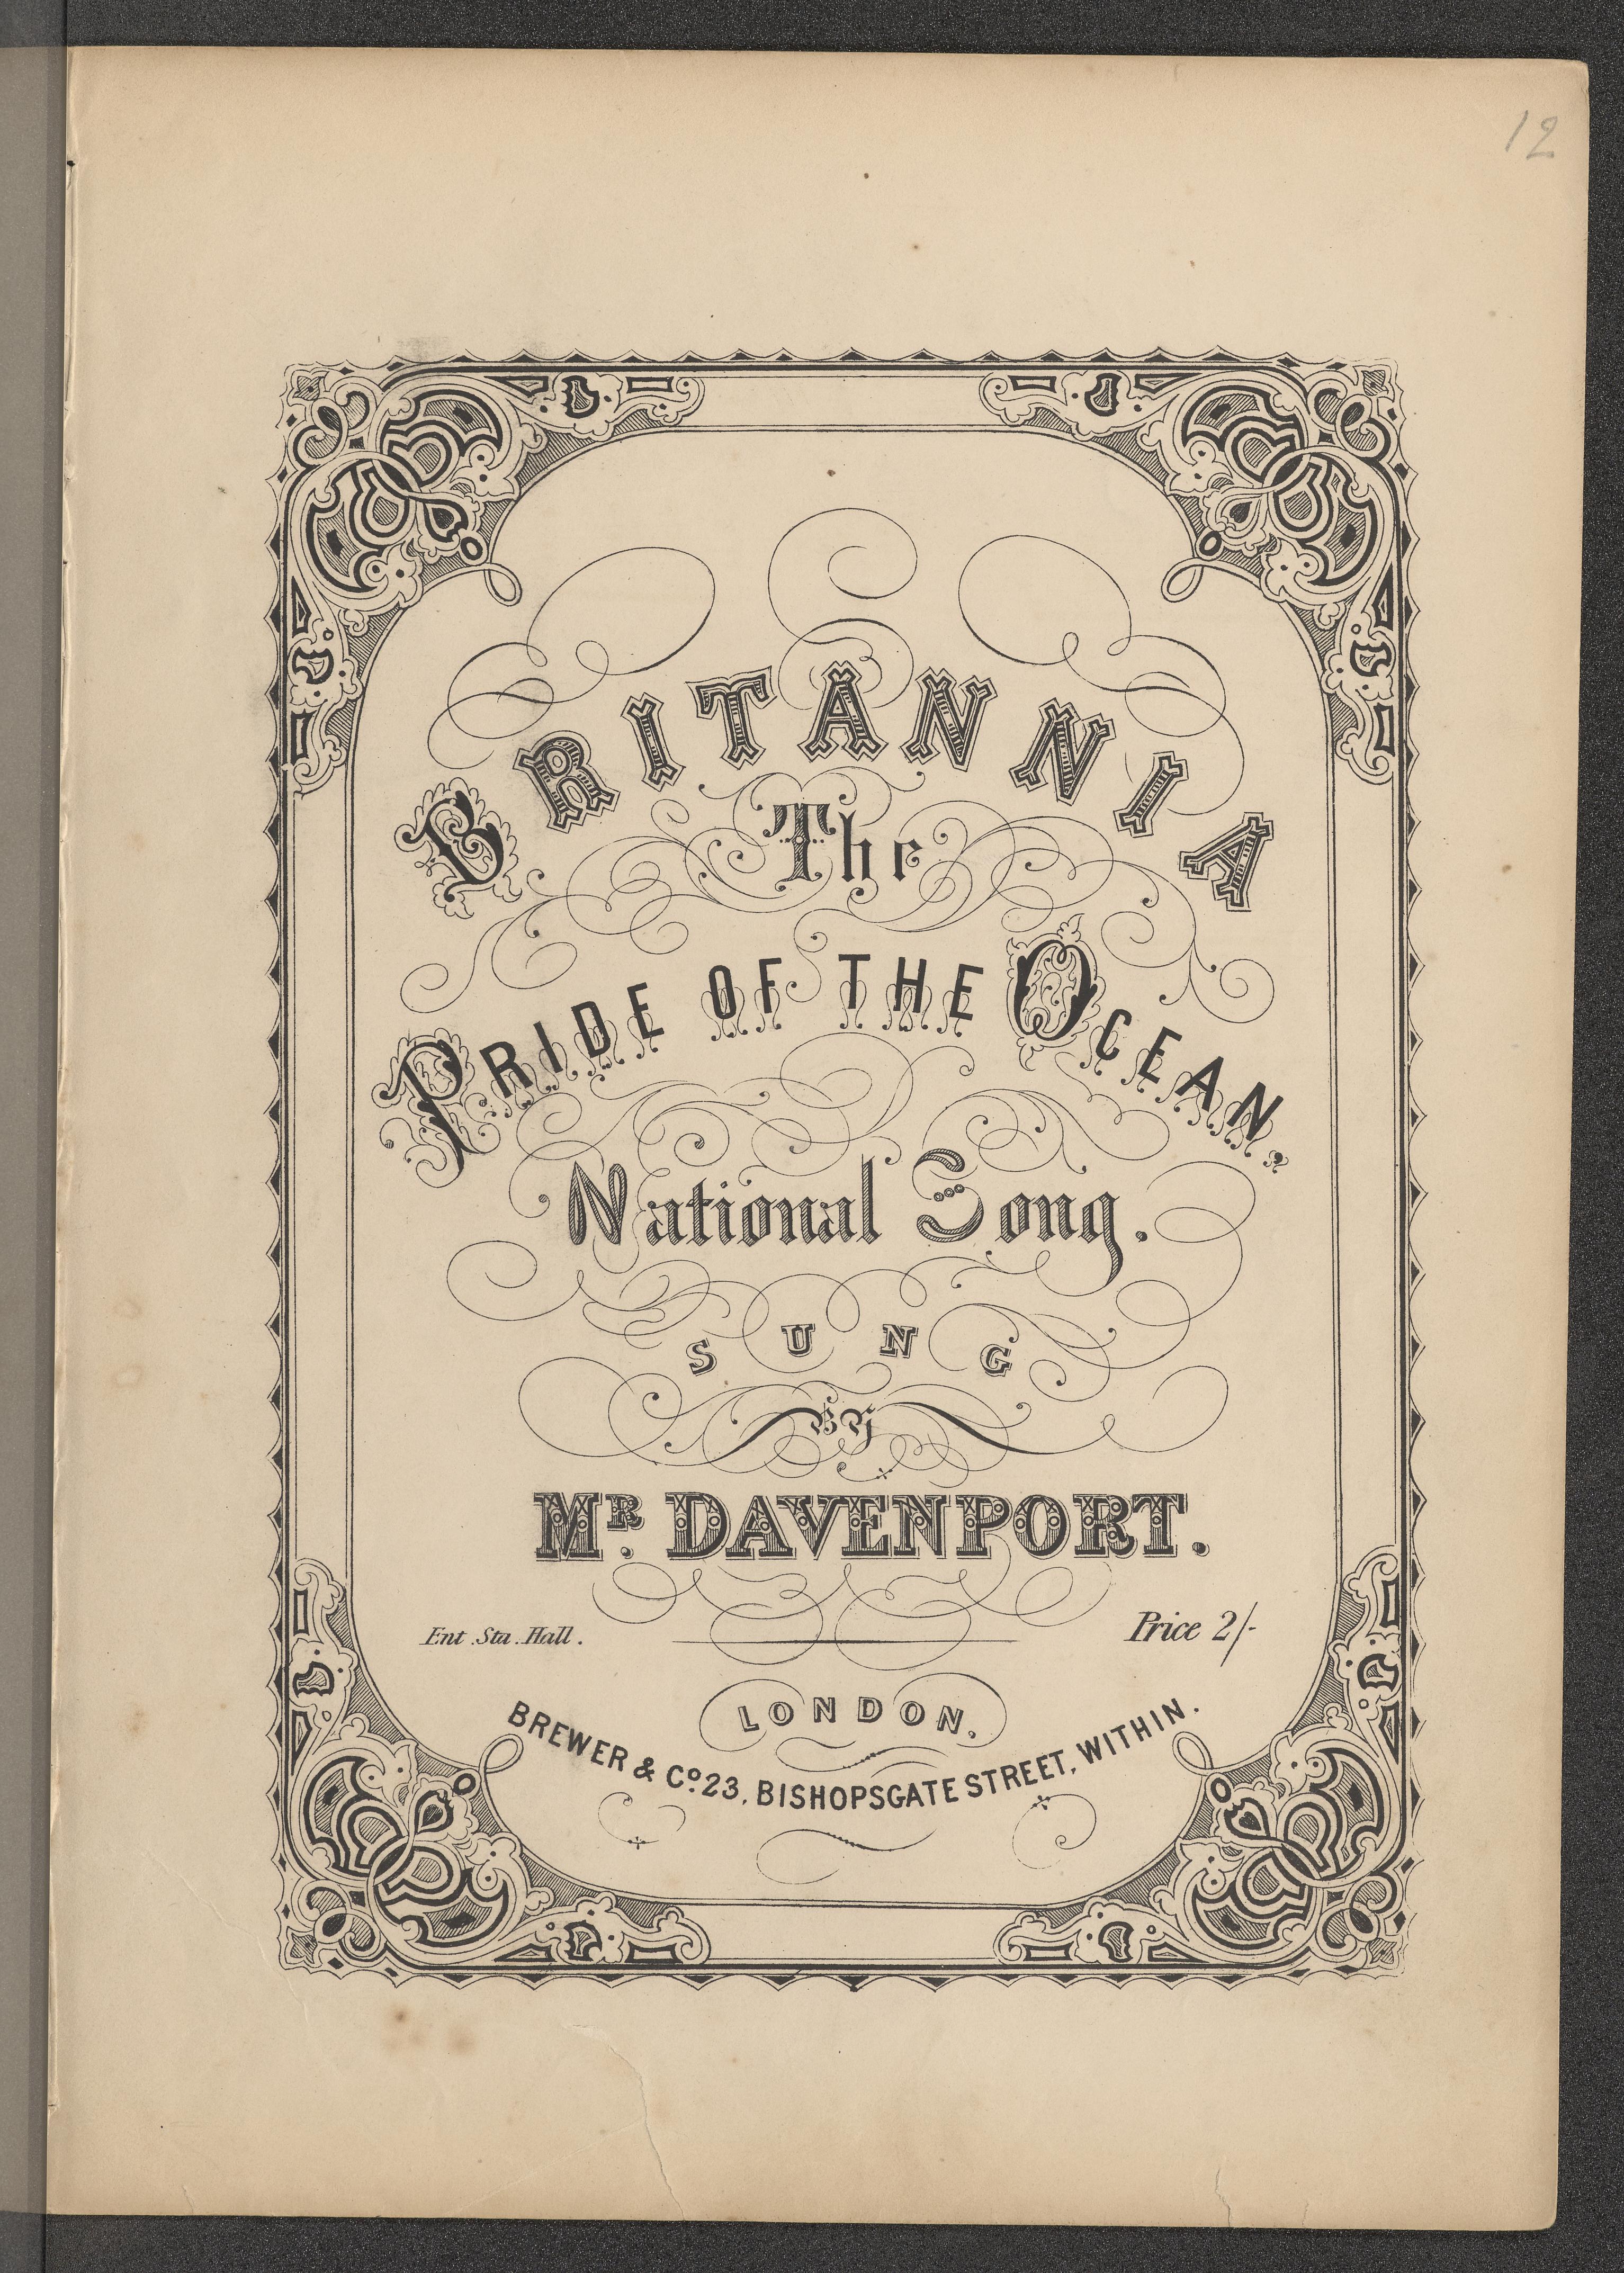 12
BRITANNIA
The
PRIDE OF THE OCEAN.
National Song.
SUNG
BY
MR. DAVENPORT.
Ent. Sta. Hall.
Price 2/-
LONDON.
BREWER & Co. 23, BISHOPSGATE STREET, WITHIN.